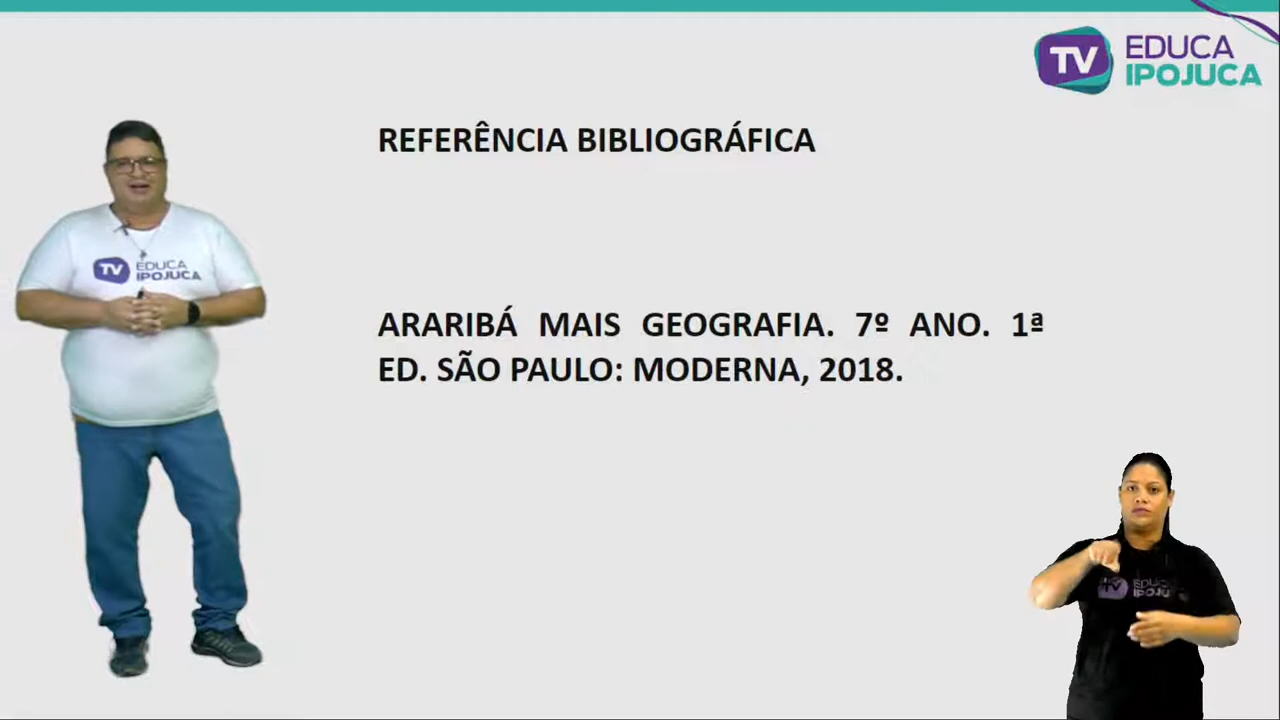 TV EDUCA
IPOJUCA
REFERÊNCIA BIBLIOGRÁFICA
TV EDUCA
IPOJUCA
ARARIBÁ MAIS GEOGRAFIA. 7º ANO. 1ª
ED. SÃO PAULO: MODERNA, 2018.
TV